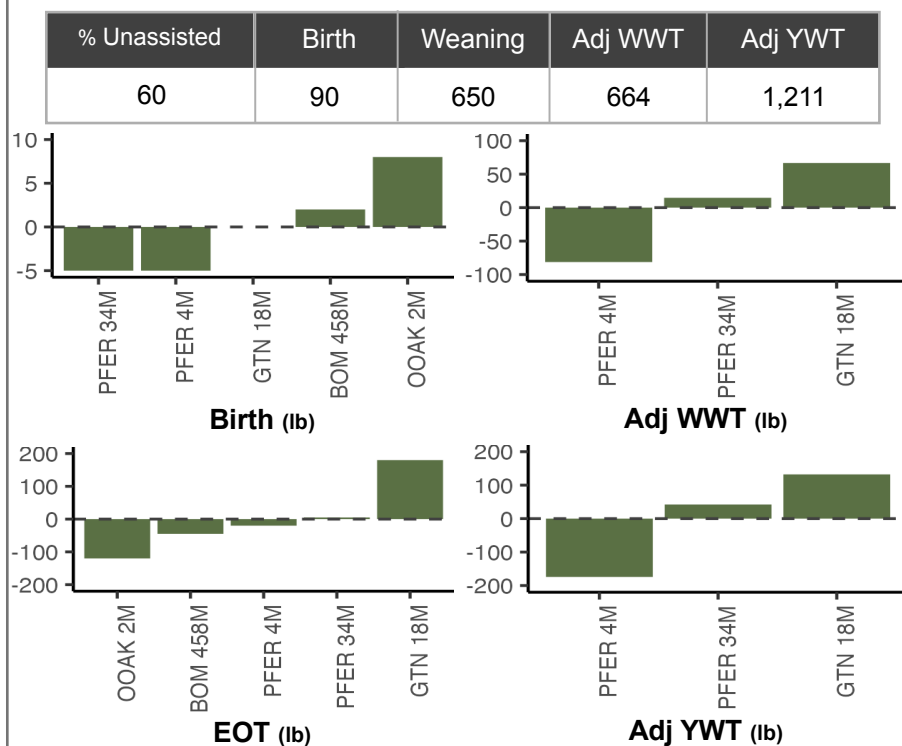 % Unassisted Birth Weaning Adj WWT Adj YWT
60 90 650 664 1,211
10
5
0
-5
PFER 34M
PFER 4M
GTN 18M
BOM 458M
OOAK 2M
Birth (lb)
100
50
0
-50
-100
PFER 4M
PFER 34M
GTN 18M
Adj WWT (lb)
200
100
0
-100
-200
OOAK 2M
BOM 458M
PFER 4M
PFER 34M
GTN 18M
EOT (lb)
200
100
0
-100
-200
PFER 4M
PFER 34M
GTN 18M
Adj YWT (lb)